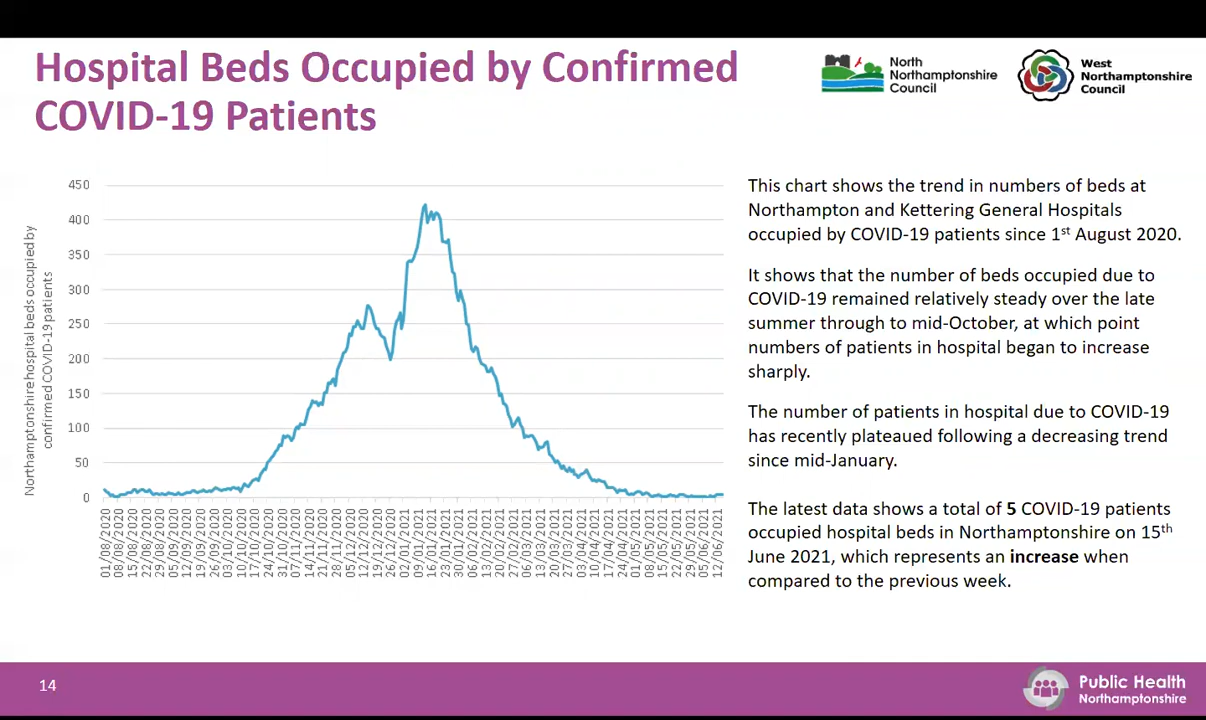 Hospital Beds Occupied by Confirmed
COVID-19 Patients
North
Northamptonshire
Council
West
Northamptonshire
Council
Northamptonshire hospital beds occupied by
confirmed COVID-19 patients
450
400
350
300
250
200
150
100
50
0
01/08/2020
08/08/2020
15/08/2020
22/08/2020
29/08/2020
05/09/2020
12/09/2020
19/09/2020
26/09/2020
03/10/2020
10/10/2020
17/10/2020
24/10/2020
31/10/2020
07/11/2020
14/11/2020
21/11/2020
28/11/2020
05/12/2020
12/12/2020
19/12/2020
26/12/2020
02/01/2021
09/01/2021
16/01/2021
23/01/2021
30/01/2021
06/02/2021
13/02/2021
20/02/2021
27/02/2021
06/03/2021
13/03/2021
20/03/2021
27/03/2021
03/04/2021
10/04/2021
17/04/2021
24/04/2021
01/05/2021
08/05/2021
15/05/2021
22/05/2021
29/05/2021
05/06/2021
12/06/2021
This chart shows the trend in numbers of beds at
Northampton and Kettering General Hospitals
occupied by COVID-19 patients since 1st August 2020.
It shows that the number of beds occupied due to
COVID-19 remained relatively steady over the late
summer through to mid-October, at which point
numbers of patients in hospital began to increase
sharply.
The number of patients in hospital due to COVID-19
has recently plateaued following a decreasing trend
since mid-January.
The latest data shows a total of 5 COVID-19 patients
occupied hospital beds in Northamptonshire on 15th
June 2021, which represents an increase when
compared to the previous week.
14
Public Health
Northamptonshire